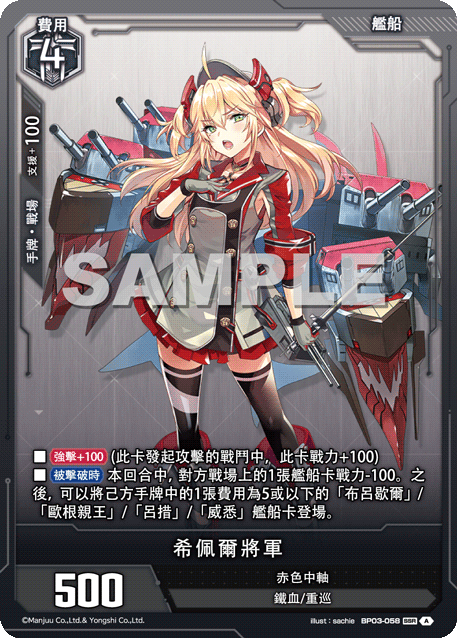 費用
4
艦船
手牌・戰場
支援+100
SAMPLE
■ 強擊+100 (此卡發起攻擊的戰鬥中, 此卡戰力+100)
■ 被擊破時 本回合中, 對方戰場上的1張艦船卡戰力-100。之
後, 可以將己方手牌中的1張費用為5或以下的「布呂歇爾」/
「歐根親王」/「呂措」/「威悉」艦船卡登場。
希佩爾將軍
500
赤色中軸
鐵血/重巡
©Manjuu Co.,Ltd.& Yongshi Co.,Ltd. illust : sachie BP03-058 SSR A